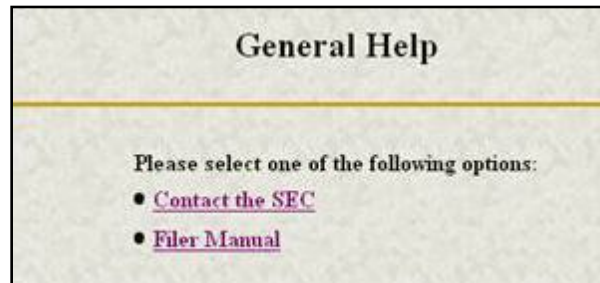 General Help
Please select one of the following options:
Contact the SEC
Filer Manual